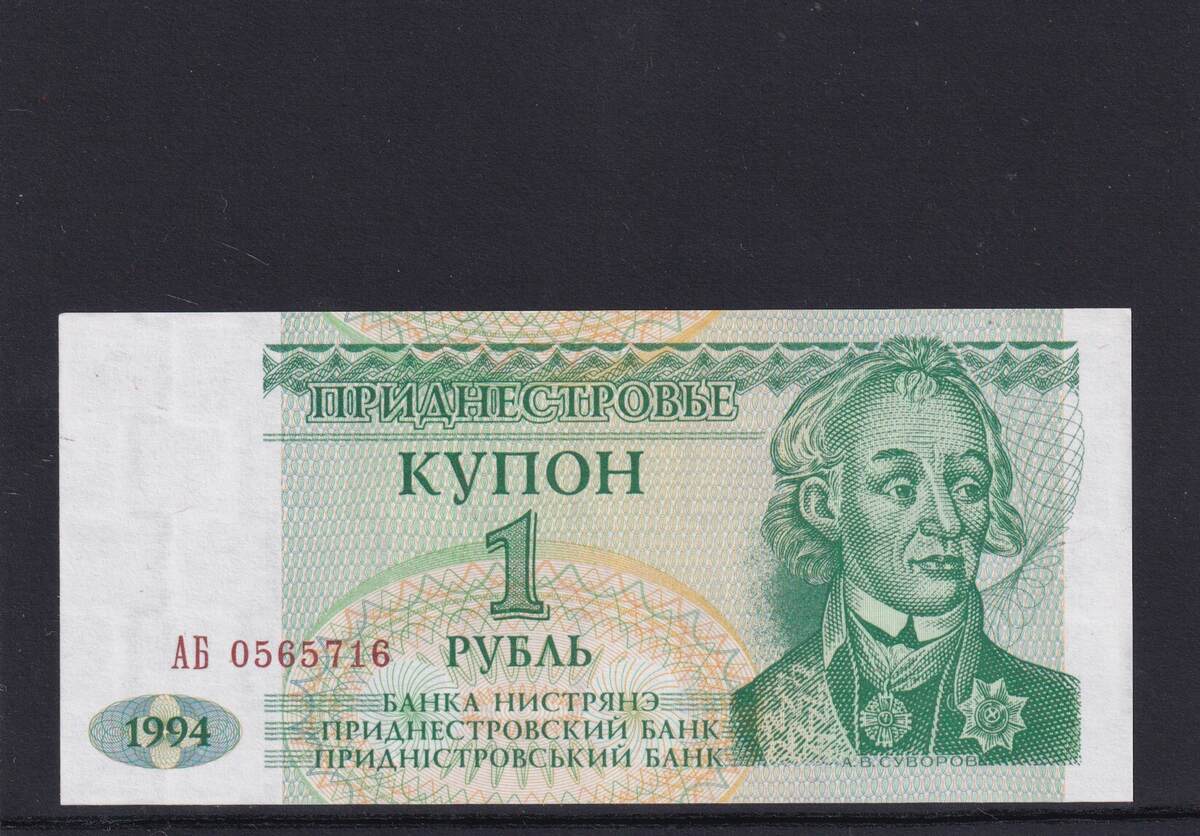 ПРИДНЕСТРОВЬЕ
КУПОН
1
РУБЛЬ
АБ 0565716
1994
БАНКА НИСТРЯНЭ
ПРИДНЕСТРОВСКИЙ БАНК
ПРИДНІСТРОВСЬКИЙ БАНК
А.В.СУВОРОВ